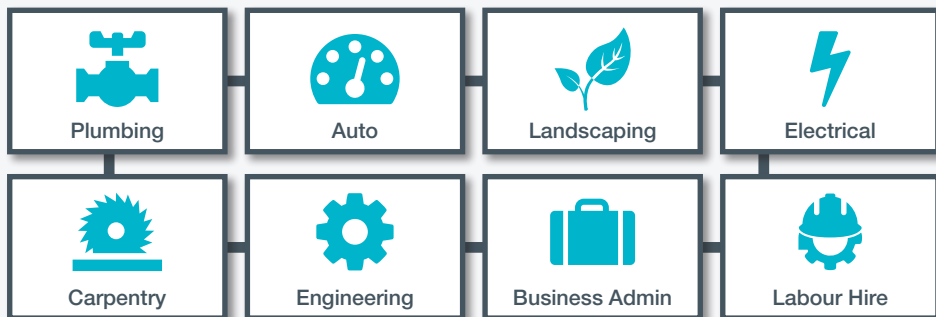 Plumbing
Auto
Landscaping
Electrical
Carpentry
Engineering
Business Admin
Labour Hire